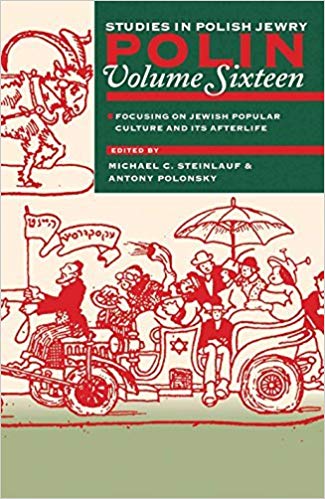 STUDIES IN POLISH JEWRY
POLIN
Volume Sixteen
FOCUSING ON JEWISH POPULAR
CULTURE AND ITS AFTERLIFE
EDITED BY
MICHAEL C. STEINLAUF &
ANTONY POLONSKY